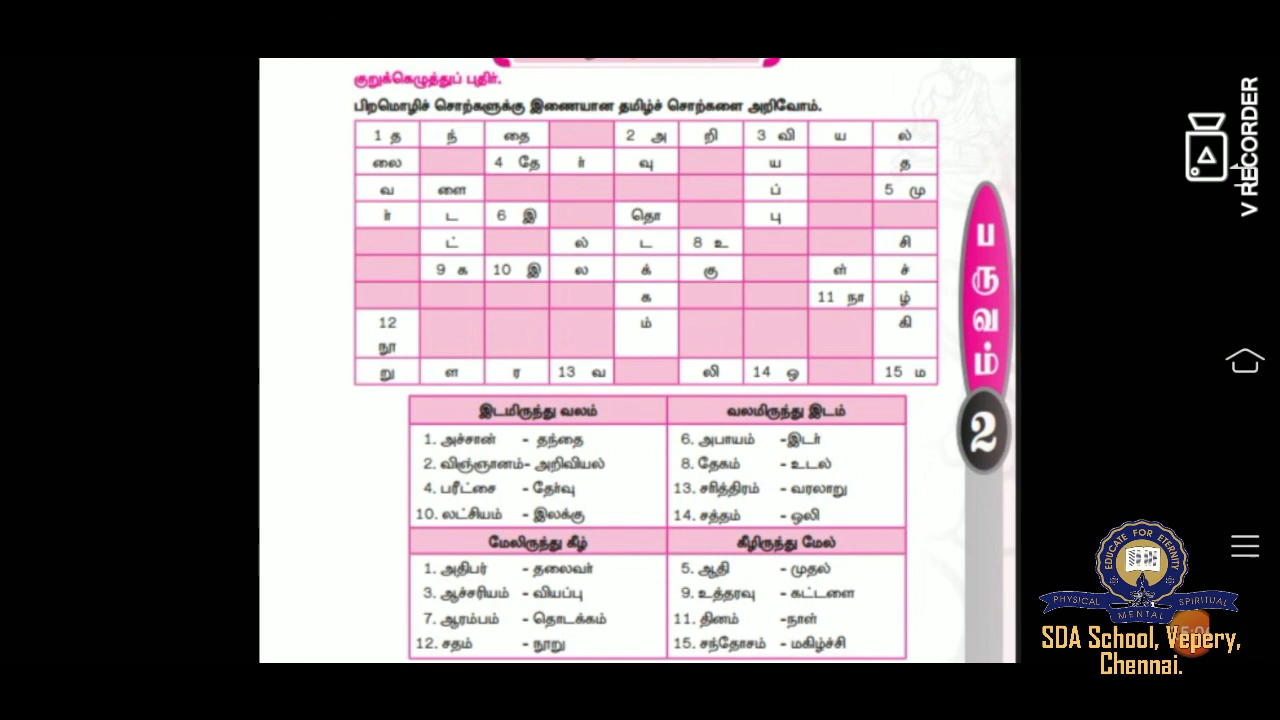 குறுக்கெழுத்துப் புதிர்.
பிறமொழிச் சொற்களுக்கு இணையான தமிழ்ச் சொற்களை அறிவோம்.
1 த ந் தை 2 அ றி 3 வி ய ல்
லை 4 தே ர் வு ய த
வ ளை ப் 5 மு
ர் ட 6 இ தொ பு
ட் ல் ட 8 உ சி
9 க 10 இ ல க் கு ள் ச்
க 11 நா ழ்
12 ம் கி
நூ
று ள ர 13 வ லி 14 ஒ 15 ம
இடமிருந்து வலம்
1. அச்சான் - தந்தை
2. விஞ்ஞானம்- அறிவியல்
4. பரீட்சை - தேர்வு
10. லட்சியம் - இலக்கு
வலமிருந்து இடம்
6. அபாயம் -இடர்
8. தேகம் -உடல்
13. சரித்திரம் - வரலாறு
14. சத்தம் - ஒலி
மேலிருந்து கீழ்
1. அதிபர் - தலைவர்
3. ஆச்சரியம் - வியப்பு
7. ஆரம்பம் - தொடக்கம்
12. சதம் - நூறு
கீழிருந்து மேல்
5. ஆதி - முதல்
9. உத்தரவு - கட்டளை
11. தினம் -நாள்
15. சந்தோசம் - மகிழ்ச்சி
பருவம்
2
V RECORDER
EDUCATE FOR ETERNITY
PHYSICAL MENTAL SPIRITUAL
SDA School, Vepery,
Chennai.